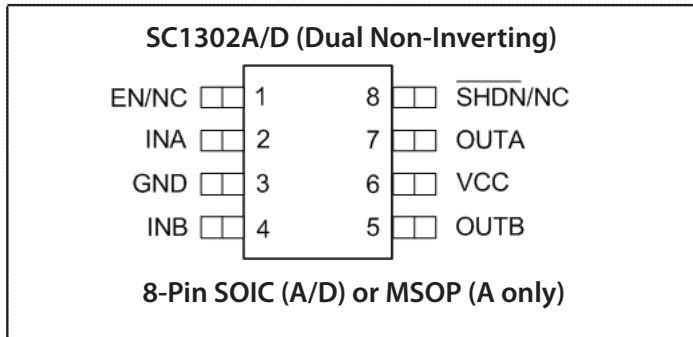 SC1302A/D (Dual Non-Inverting)
EN/NC 1 8 SHDN/NC
INA 2 7 OUTA
GND 3 6 VCC
INB 4 5 OUTB
8-Pin SOIC (A/D) or MSOP (A only)